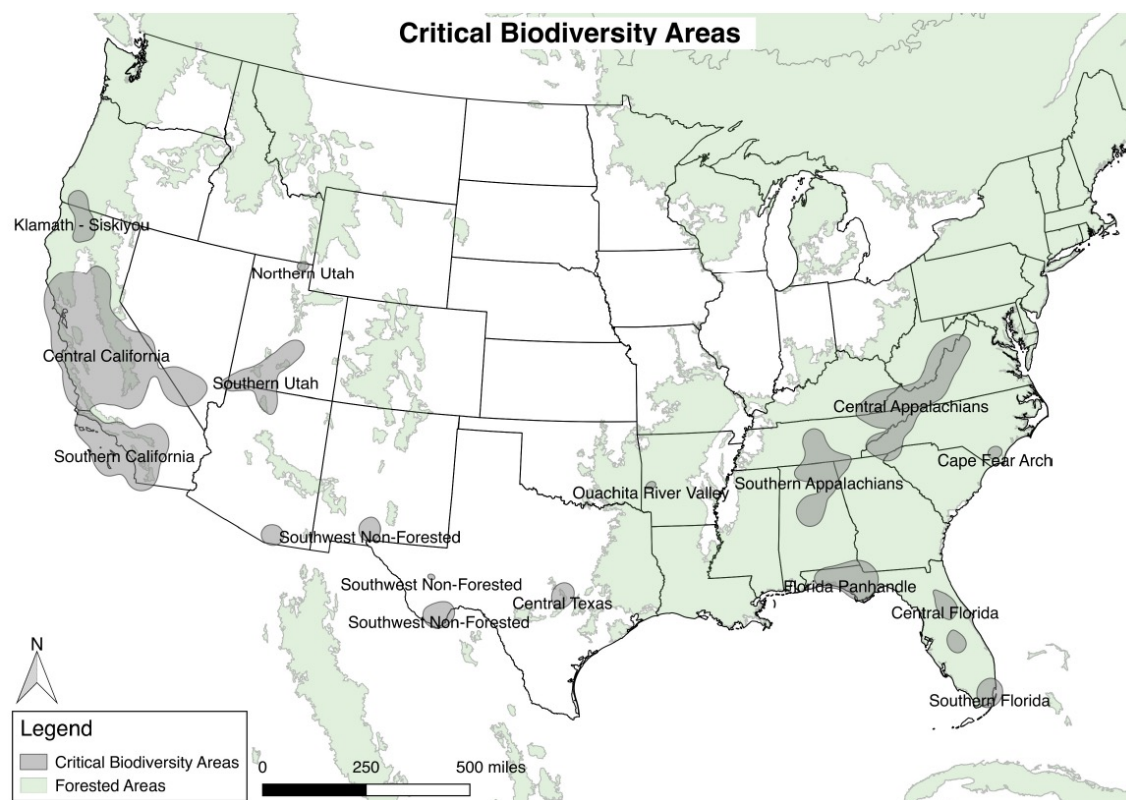 Critical Biodiversity Areas
Klamath - Siskiyou
Northern Utah
Central California
Southern Utah
Central Appalachians
Southern California
Cape Fear Arch
Southern Appalachians
Ouachita River Valley
Southwest Non-Forested
Southwest Non-Forested
Florida Panhandle
Central Texas
Central Florida
Southwest Non-Forested
N
Southern Florida
Legend
Critical Biodiversity Areas
Forested Areas
0 250 500 miles